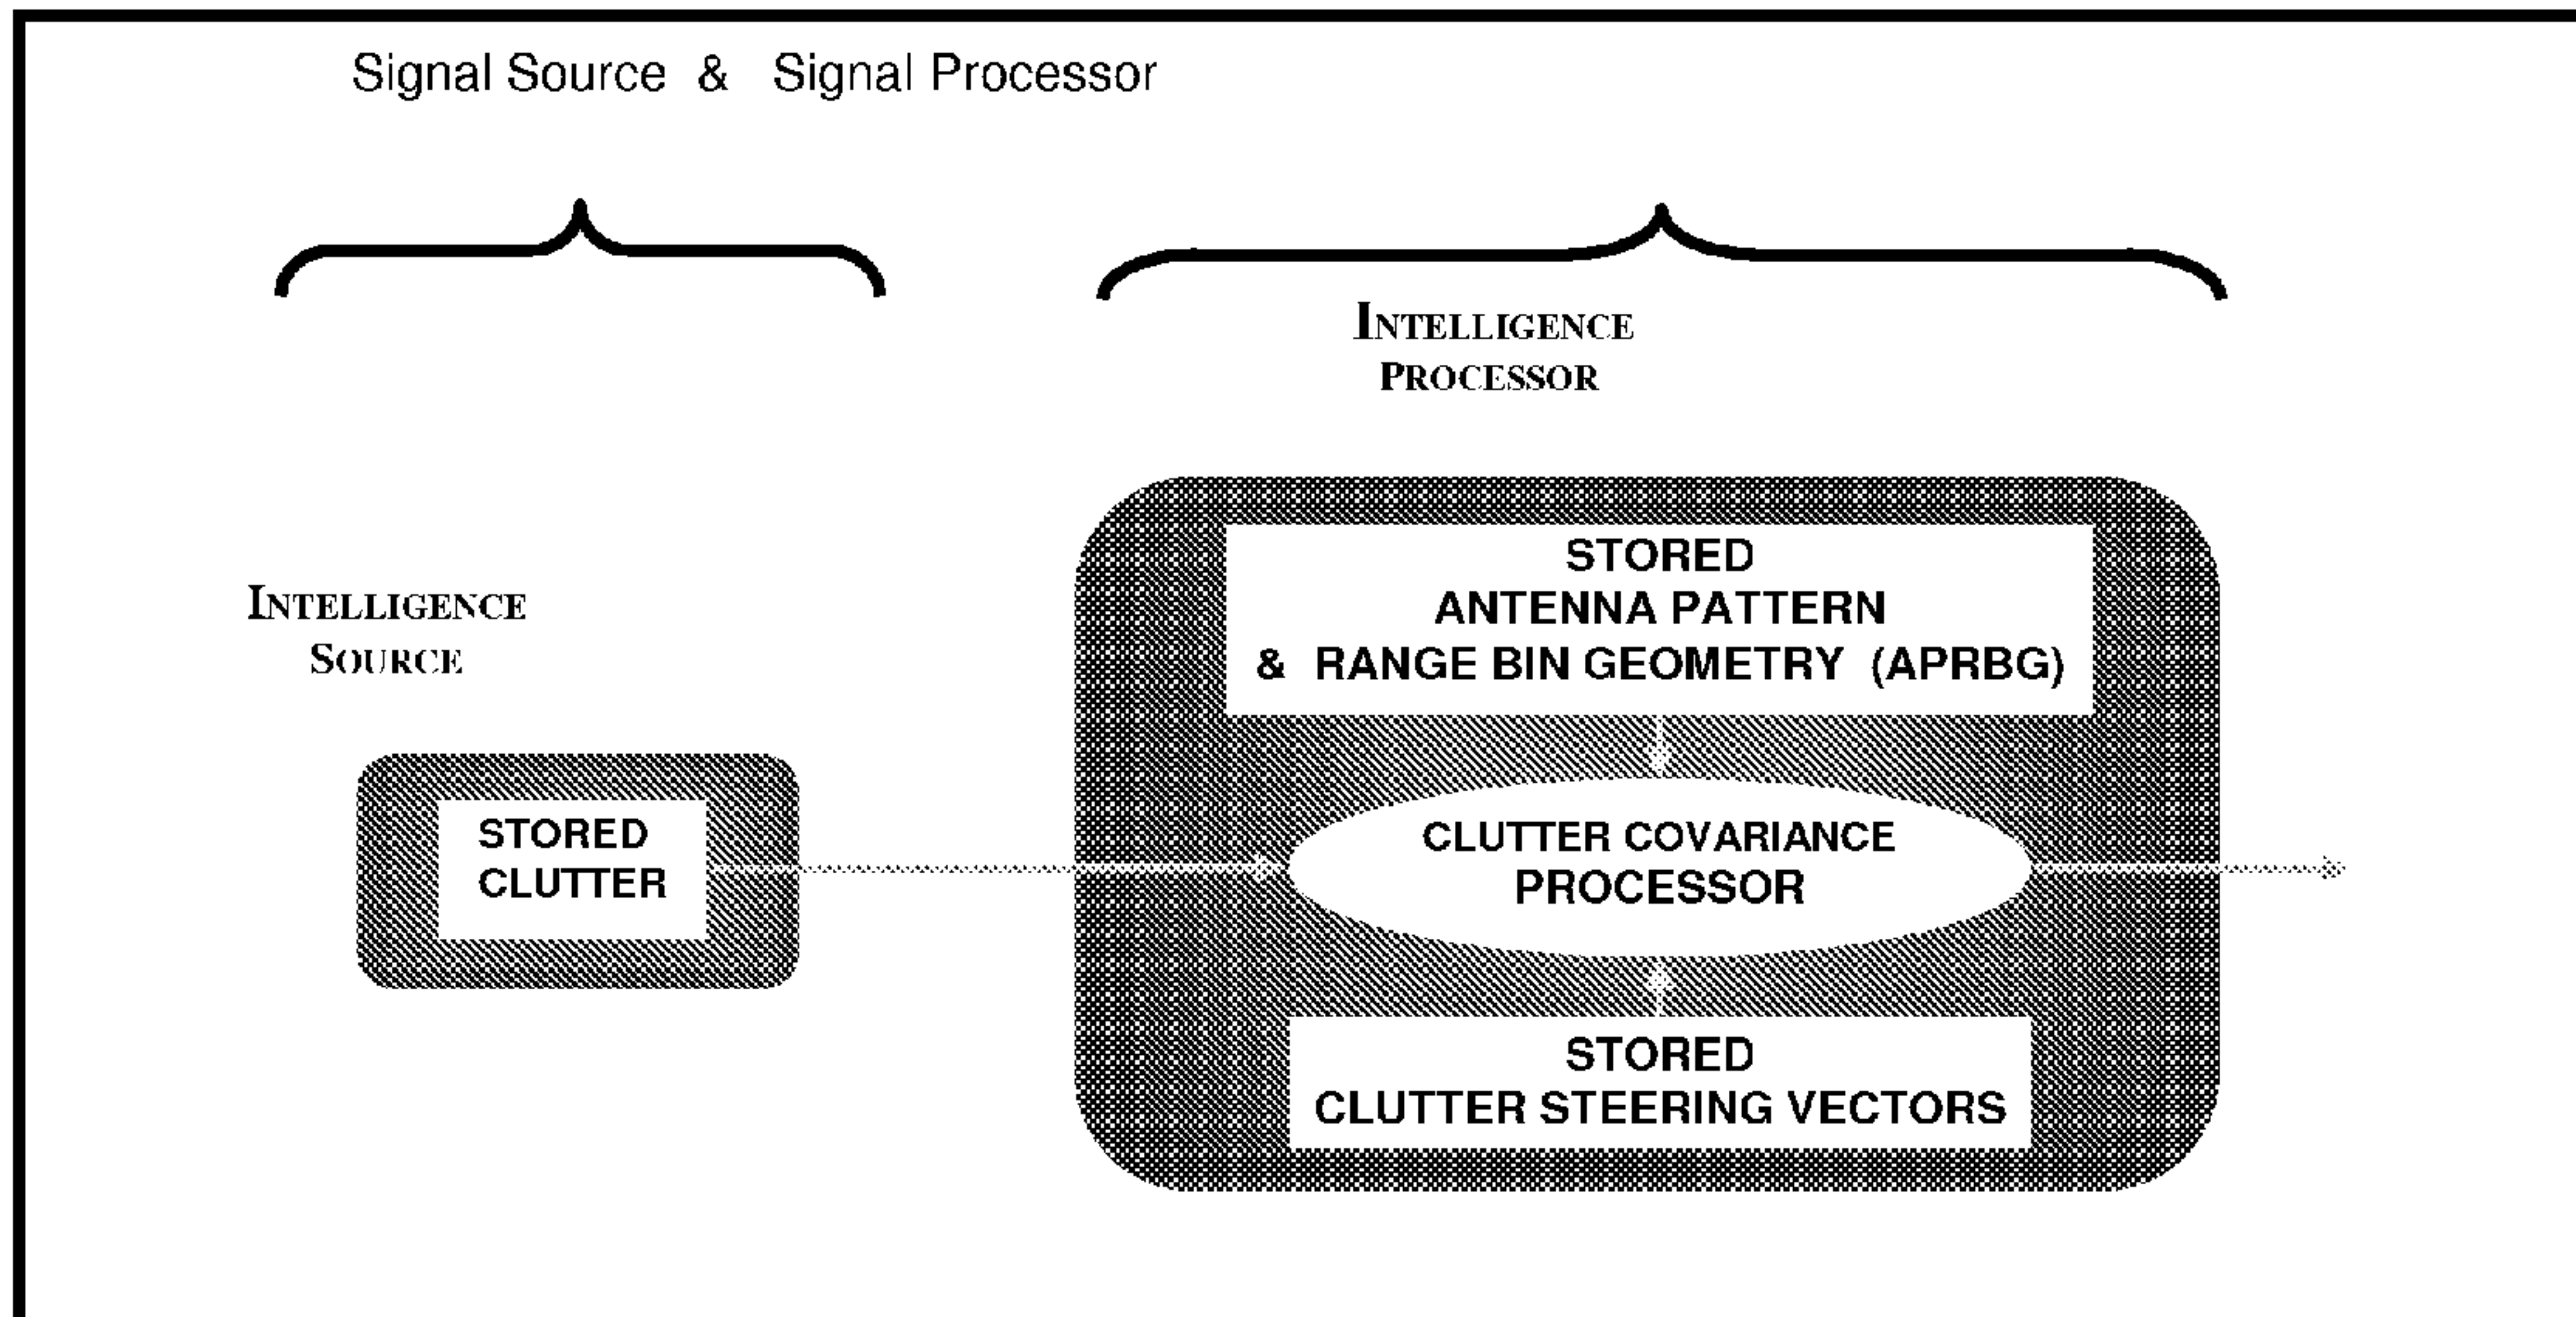 Signal Source & Signal Processor
INTELLIGENCE
PROCESSOR
INTELLIGENCE
SOURCE
STORED
ANTENNA PATTERN
& RANGE BIN GEOMETRY (APRBG)
STORED
CLUTTER
CLUTTER COVARIANCE
PROCESSOR
STORED
CLUTTER STEERING VECTORS